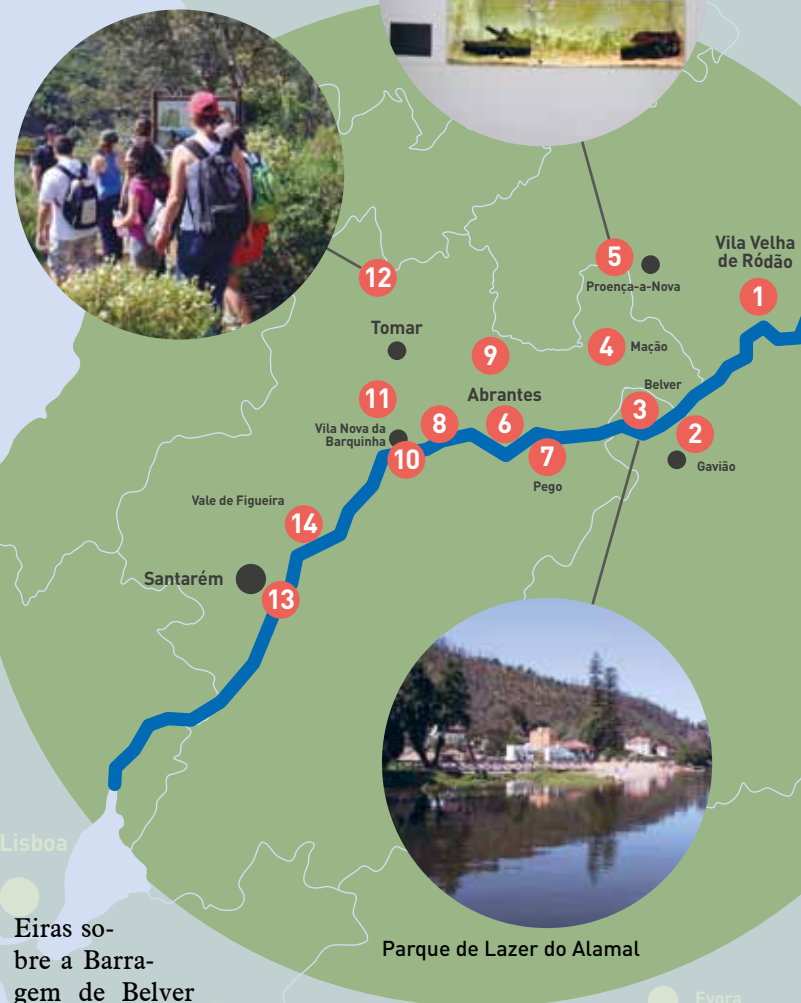 12
5
Proença-a-Nova
Vila Velha
de Ródão
1
Tomar
9
4
Mação
11
Abrantes
Belver
Vila Nova da
Barquinha
8
6
3
2
10
7
Gavião
Pego
Vale de Figueira
14
Santarém
13
Lisboa
Parque de Lazer do Alamal
Eiras so-
bre a Barra-
gem de Belver
Évora